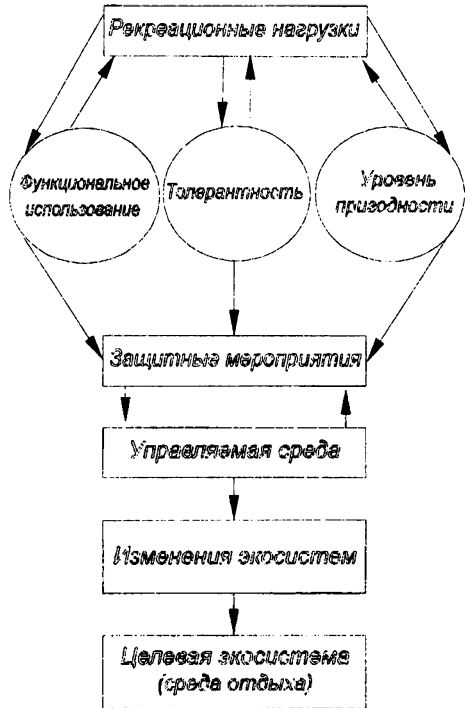 Рекреационные нагрузки
Функциональное
использование
Толерантность
Уровень
пригодности
Защитные мероприятия
Управляемая среда
Изменения экосистем
Целевая экосистема
(среда отдыха)